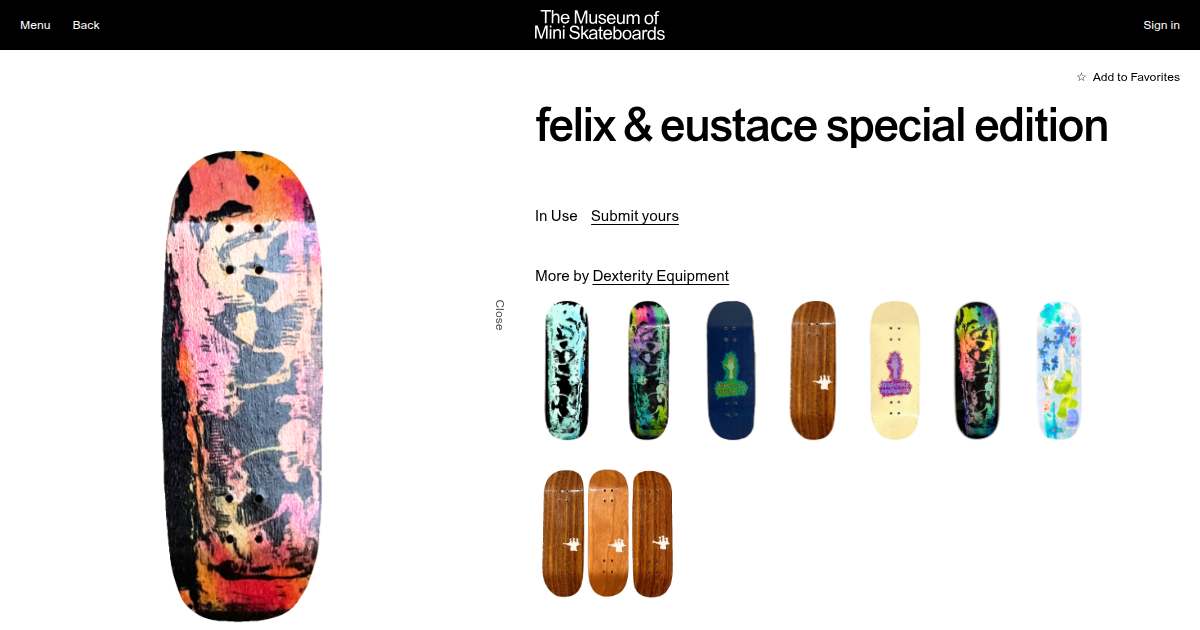 Menu
Back
The Museum of
Mini Skateboards
Sign in
☆ Add to Favorites
felix & eustace special edition
In Use Submit yours
More by Dexterity Equipment
Close